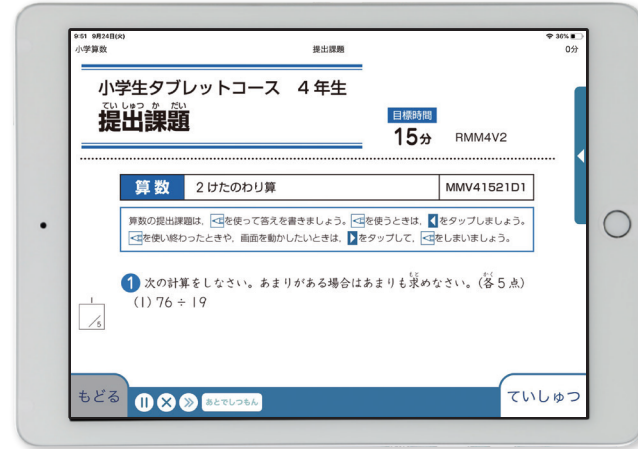 9:51 9月24日(火)
36%
小学算数
提出課題
0分
小学生タブレットコース 4年生
ていしゅつ か だい
提出課題
目標時間
15分
RMM4V2
算数
2けたのわり算
MMV41521D1
算数の提出課題は、を使って答えを書きましょう。を使うときは、をタップしましょう。
を使い終わったときや、画面を動かしたいときは、をタップして、をしまいましょう。
もと
かく
1 次の計算をしなさい。あまりがある場合はあまりも求めなさい。(各5点)
(1) 76÷19
1
/5
もどる
あとでしつもん
ていしゅつ